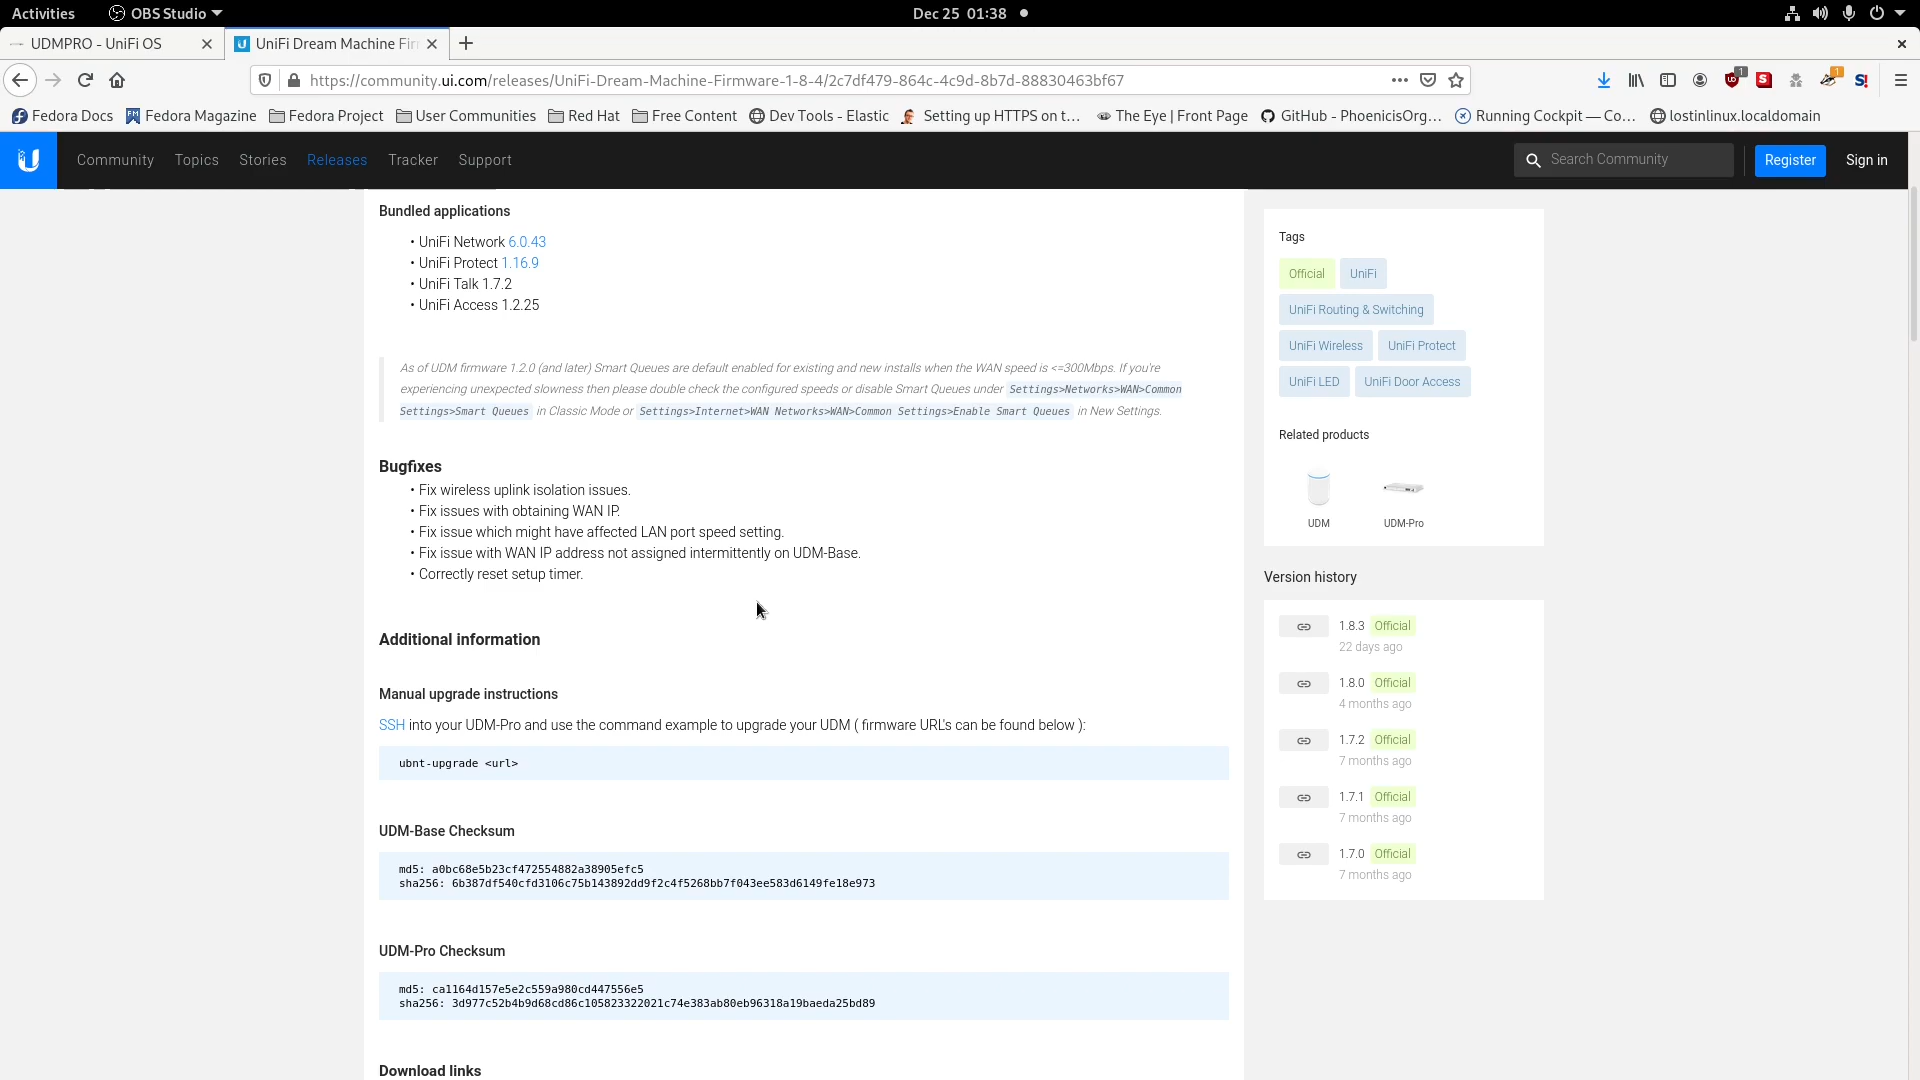 Activities OBS Studio Dec 25 01:38
UDMPRO - UniFi OS UniFi Dream Machine Fir
https://community.ui.com/releases/UniFi-Dream-Machine-Firmware-1-8-4/2c7df479-864c-4c9d-8b7d-88830463bf67 1 1
Fedora Docs Fedora Magazine Fedora Project User Communities Red Hat Free Content Dev Tools - Elastic Setting up HTTPS on t... The Eye | Front Page GitHub - PhoenicisOrg... Running Cockpit — Co... lostinlinux.localdomain
Community Topics Stories Releases Tracker Support Search Community Register Sign in
Bundled applications
• UniFi Network 6.0.43
• UniFi Protect 1.16.9
• UniFi Talk 1.7.2
• UniFi Access 1.2.25
As of UDM firmware 1.2.0 (and later) Smart Queues are default enabled for existing and new installs when the WAN speed is <=300Mbps. If you're
experiencing unexpected slowness then please double check the configured speeds or disable Smart Queues under Settings>Networks>WAN>Common
Settings>Smart Queues in Classic Mode or Settings>Internet>WAN Networks>WAN>Common Settings>Enable Smart Queues in New Settings.
Bugfixes
• Fix wireless uplink isolation issues.
• Fix issues with obtaining WAN IP.
• Fix issue which might have affected LAN port speed setting.
• Fix issue with WAN IP address not assigned intermittently on UDM-Base.
• Correctly reset setup timer.
Additional information
Manual upgrade instructions
SSH into your UDM-Pro and use the command example to upgrade your UDM ( firmware URL's can be found below ):
ubnt-upgrade <url>
UDM-Base Checksum
md5: a0bc68e5b23cf472554882a38905efc5
sha256: 6b387df540cfd3106c75b143892dd9f2c4f5268bb7f043ee583d6149fe18e973
UDM-Pro Checksum
md5: ca1164d157e5e2c559a980cd447556e5
sha256: 3d977c52b4b9d68cd86c105823322021c74e383ab80eb96318a19baeda25bd89
Download links
Tags
Official UniFi
UniFi Routing & Switching
UniFi Wireless UniFi Protect
UniFi LED UniFi Door Access
Related products
UDM UDM-Pro
Version history
1.8.3 Official
22 days ago
1.8.0 Official
4 months ago
1.7.2 Official
7 months ago
1.7.1 Official
7 months ago
1.7.0 Official
7 months ago